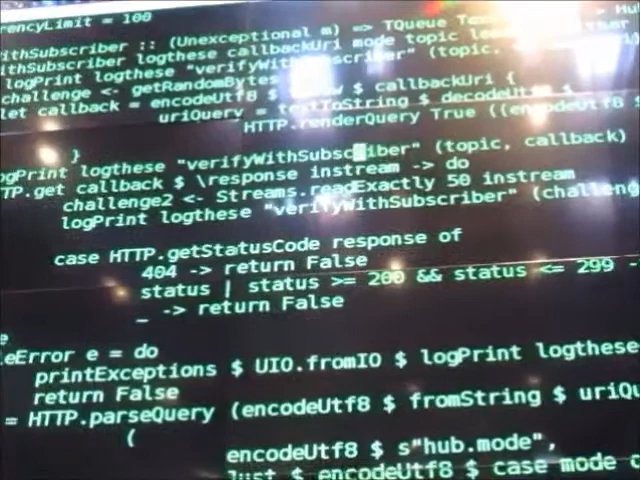 rencyLimit = 100
ithSubscriber :: (Unexceptional m) => TQueue
ithSubscriber logthese callbackUri mode topic
logPrint logthese "verifyWithSubscriber" (topic,
challenge <- getRandomBytes
let callback = encodeUtf8 $ $ callbackUri {
uriQuery = textToString $ decodeUtf8 $
HTTP.renderQuery True ((encodeUtf8 $
}
ogPrint logthese "verifyWithSubscriber" (topic, callback)
TP.get callback $ \response instream -> do
challenge2 <- Streams.readExactly 50 instream
logPrint logthese "verifyWithSubscriber" (challeng
case HTTP.getStatusCode response of
404 -> return False
status | status >= 200 && status <= 299 -
_ -> return False
e
leError e = do
printExceptions $ UIO.fromIO $ logPrint logthese
return False
= HTTP.parseQuery (encodeUtf8 $ fromString $ uriQu
(
encodeUtf8 $ s"hub.mode",
Just $ encodeUtf8 $ case mode